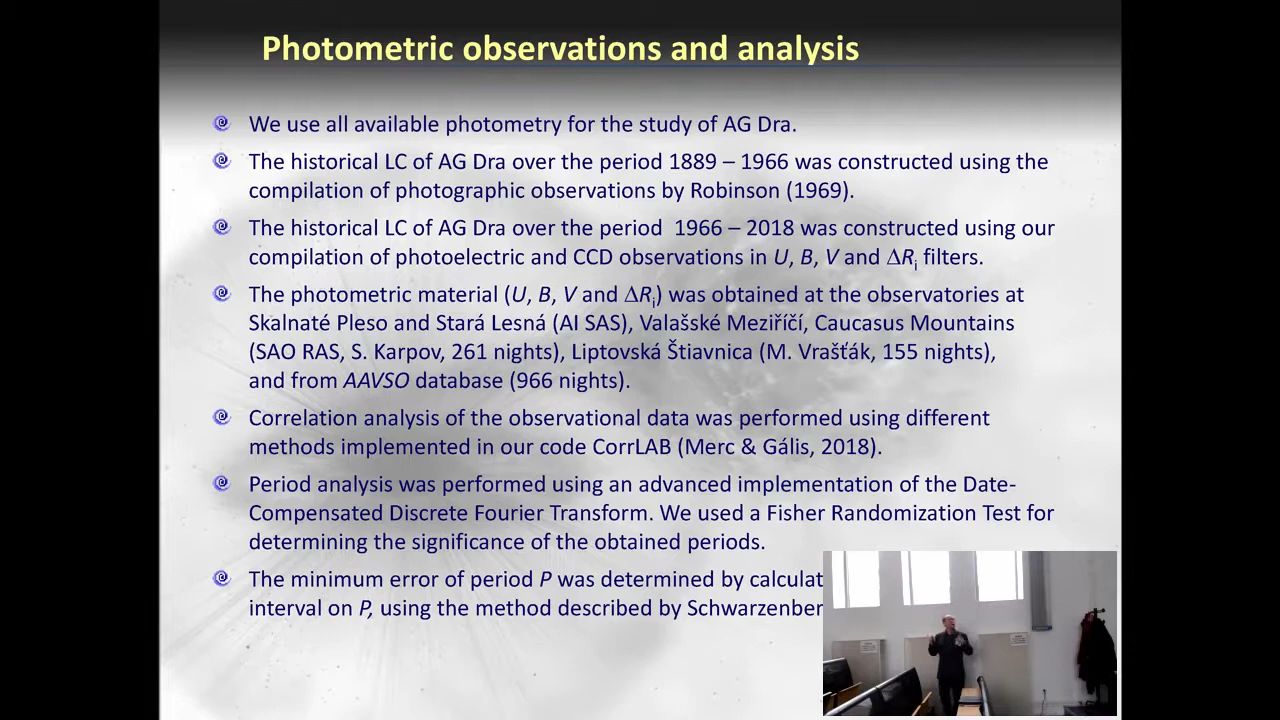 Photometric observations and analysis
We use all available photometry for the study of AG Dra.
The historical LC of AG Dra over the period 1889 – 1966 was constructed using the
compilation of photographic observations by Robinson (1969).
The historical LC of AG Dra over the period 1966 – 2018 was constructed using our
compilation of photoelectric and CCD observations in U, B, V and ΔRi filters.
The photometric material (U, B, V and ΔRi) was obtained at the observatories at
Skalnaté Pleso and Stará Lesná (AI SAS), Valašské Meziříčí, Caucasus Mountains
(SAO RAS, S. Karpov, 261 nights), Liptovská Štiavnica (M. Vrašťák, 155 nights),
and from AAVSO database (966 nights).
Correlation analysis of the observational data was performed using different
methods implemented in our code CorrLAB (Merc & Gális, 2018).
Period analysis was performed using an advanced implementation of the Date-
Compensated Discrete Fourier Transform. We used a Fisher Randomization Test for
determining the significance of the obtained periods.
The minimum error of period P was determined by calculat
interval on P, using the method described by Schwarzenber